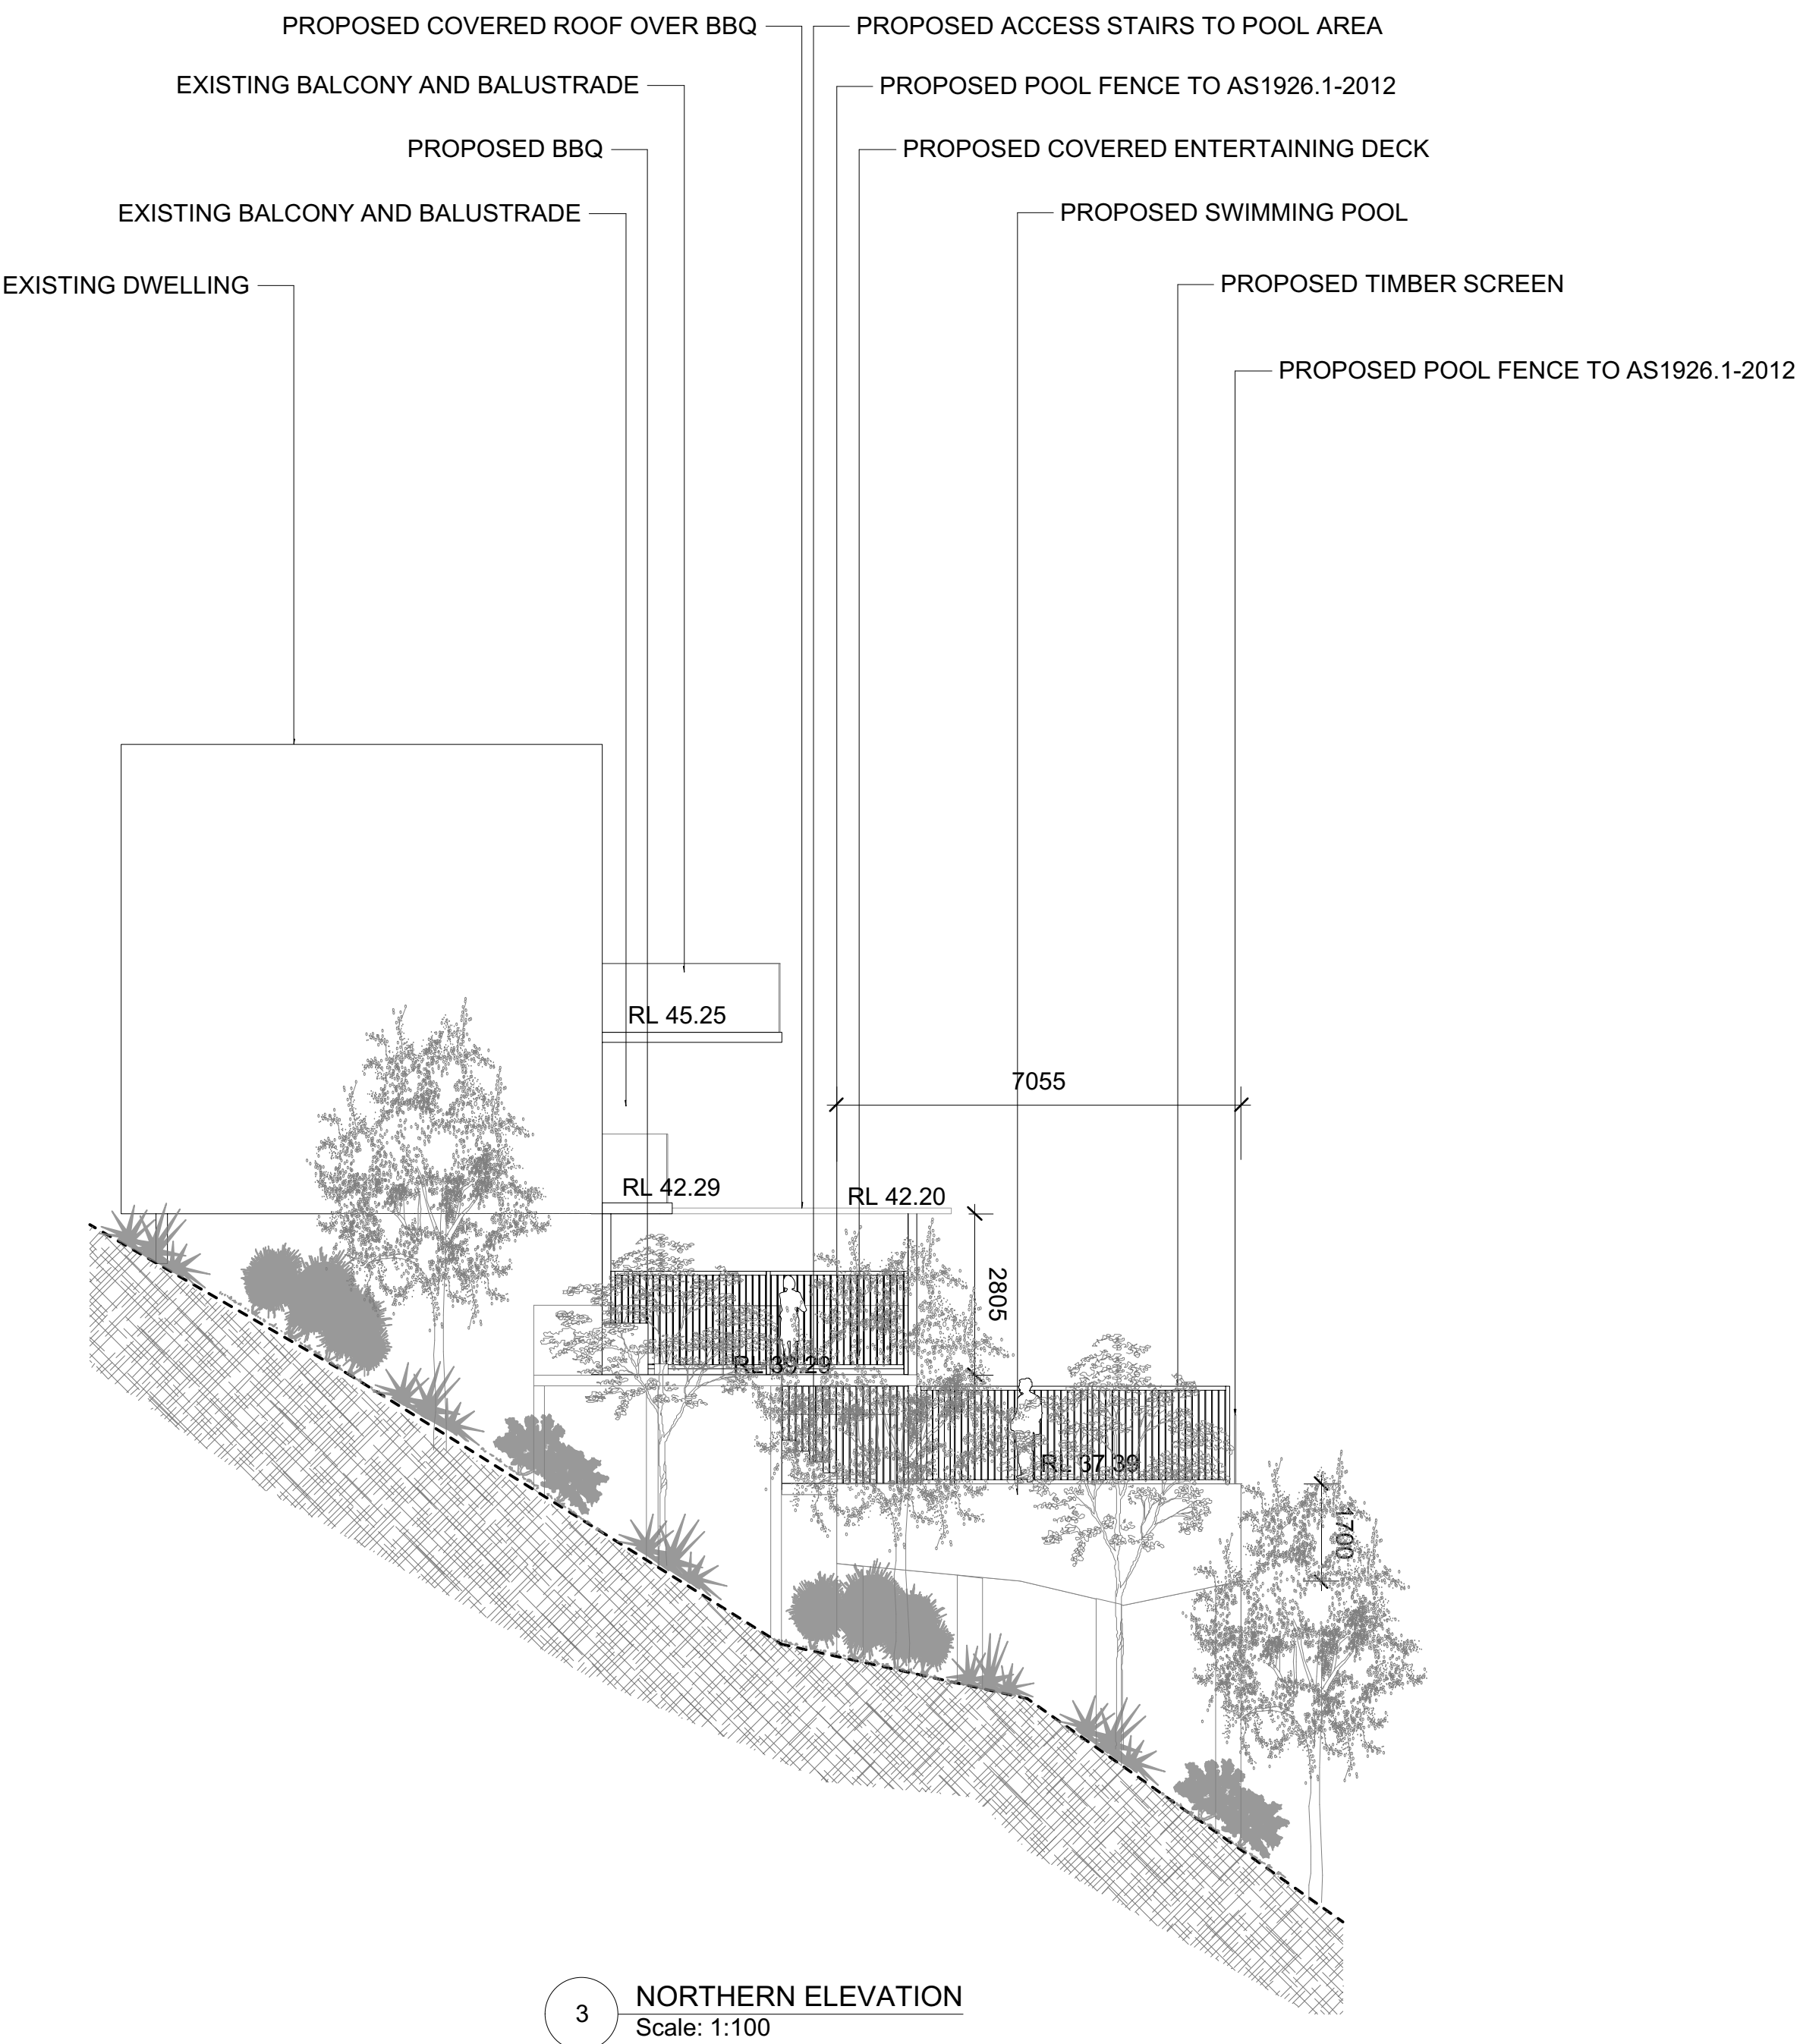 PROPOSED COVERED ROOF OVER BBQ
PROPOSED ACCESS STAIRS TO POOL AREA
EXISTING BALCONY AND BALUSTRADE
PROPOSED POOL FENCE TO AS1926.1-2012
PROPOSED BBQ
PROPOSED COVERED ENTERTAINING DECK
EXISTING BALCONY AND BALUSTRADE
PROPOSED SWIMMING POOL
EXISTING DWELLING
PROPOSED TIMBER SCREEN
PROPOSED POOL FENCE TO AS1926.1-2012
RL 45.25
7055
RL 42.29
RL 42.20
2805
RL 39.29
RL 37.39
1700
3
NORTHERN ELEVATION
Scale: 1:100